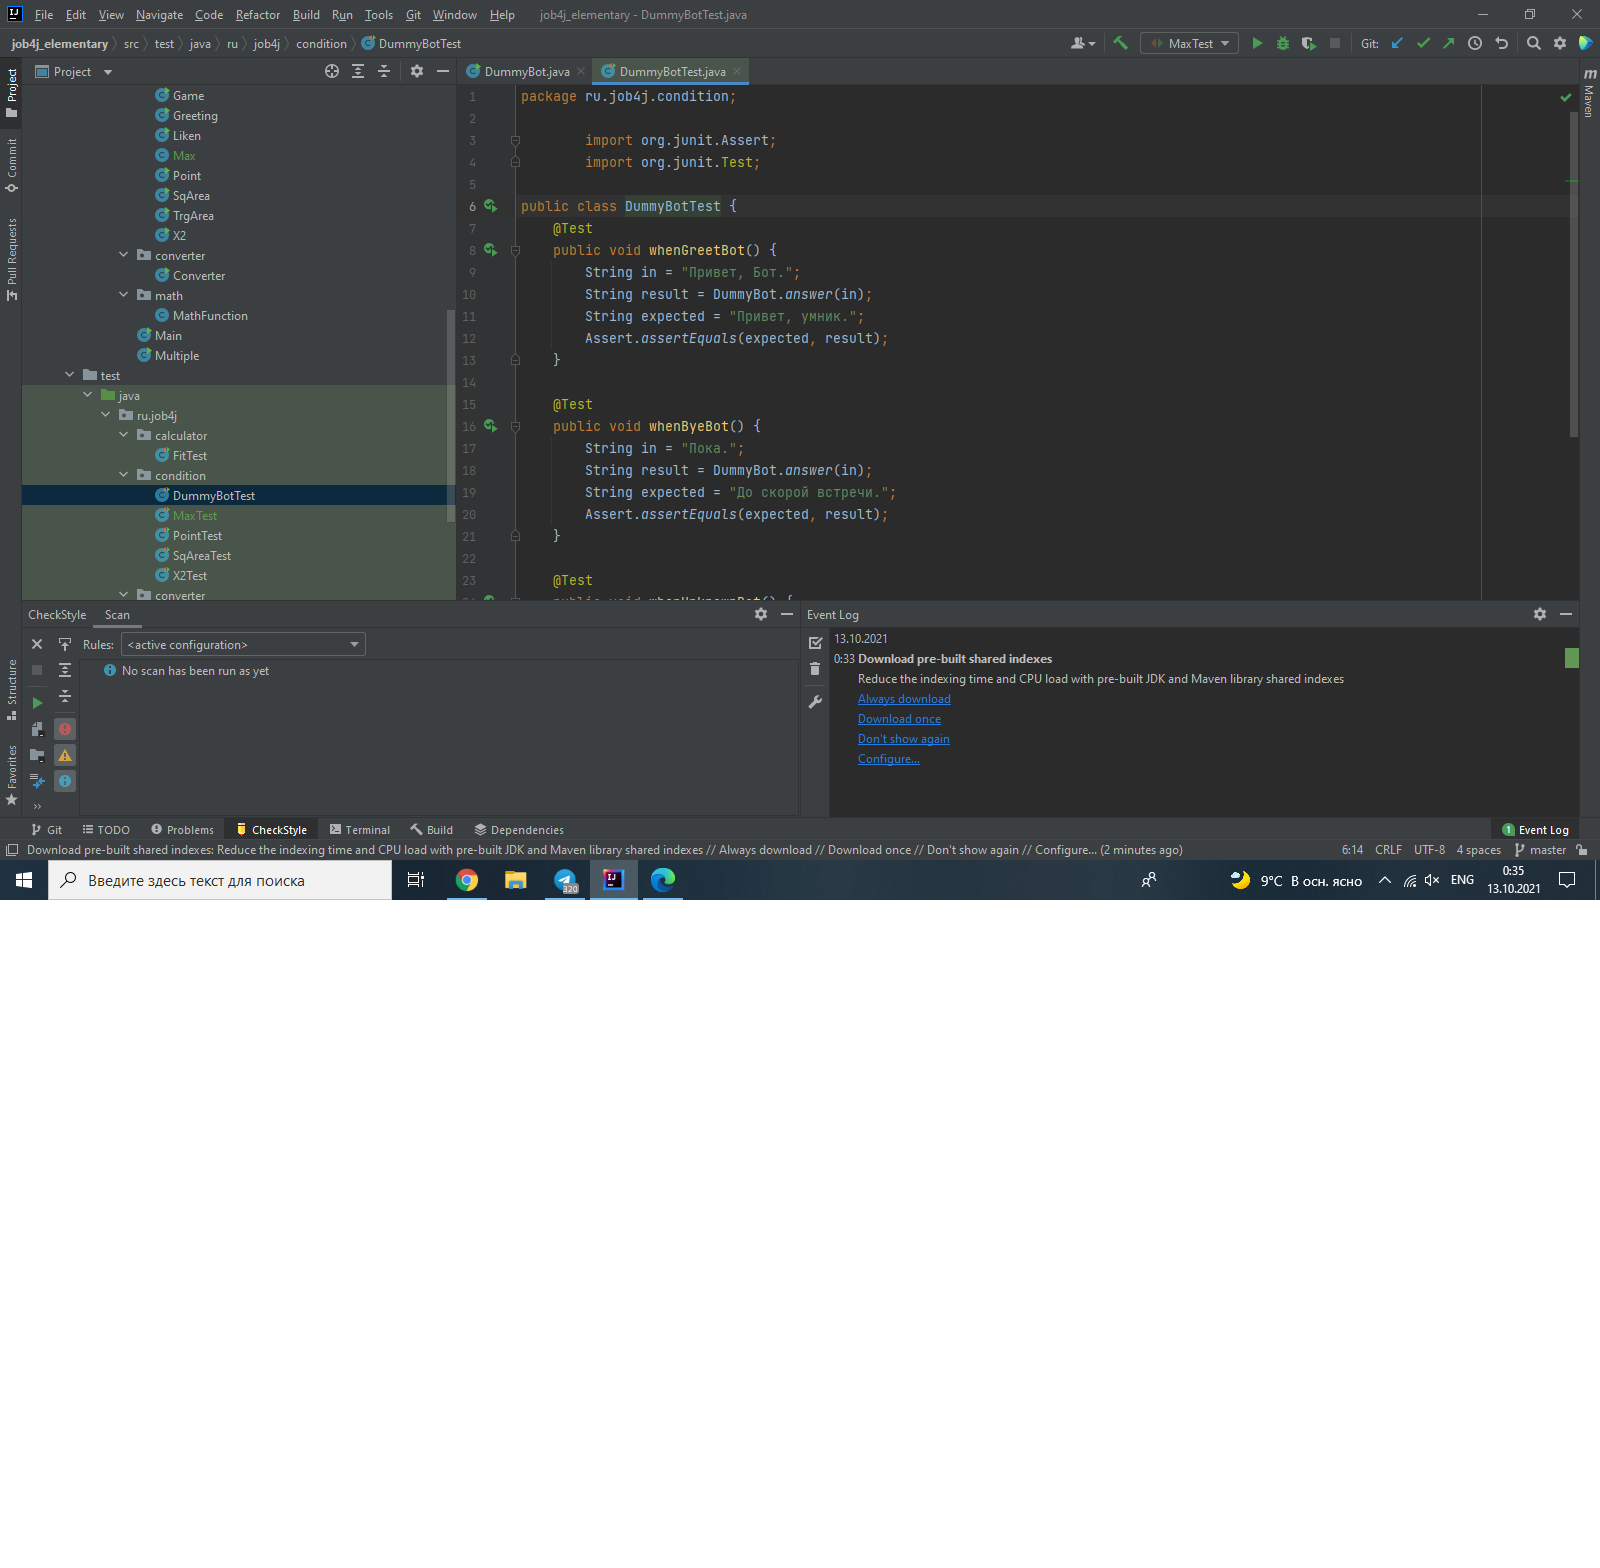 File Edit View Navigate Code Refactor Build Run Tools Git Window Help job4j_elementary - DummyBotTest.java
job4j_elementary src test java ru job4j condition DummyBotTest
MaxTest Git:
Project
DummyBot.java DummyBotTest.java
Project
Commit
Pull Requests
Structure
Favorites
Maven
Game
Greeting
Liken
Max
Point
SqArea
TrgArea
X2
converter
Converter
math
MathFunction
Main
Multiple
test
java
ru.job4j
calculator
FitTest
condition
DummyBotTest
MaxTest
PointTest
SqAreaTest
X2Test
converter
1 package ru.job4j.condition;
2
3 import org.junit.Assert;
4 import org.junit.Test;
5
6 public class DummyBotTest {
7 @Test
8 public void whenGreetBot() {
9 String in = "Привет, Бот.";
10 String result = DummyBot.answer(in);
11 String expected = "Привет, умник.";
12 Assert.assertEquals(expected, result);
13 }
14
15 @Test
16 public void whenByeBot() {
17 String in = "Пока.";
18 String result = DummyBot.answer(in);
19 String expected = "До скорой встречи.";
20 Assert.assertEquals(expected, result);
21 }
22
23 @Test
public void whenUnknownBot() {
CheckStyle Scan
Rules: <active configuration>
No scan has been run as yet
Event Log
13.10.2021
0:33 Download pre-built shared indexes
Reduce the indexing time and CPU load with pre-built JDK and Maven library shared indexes
Always download
Download once
Don't show again
Configure...
Git TODO Problems CheckStyle Terminal Build Dependencies 1 Event Log
Download pre-built shared indexes: Reduce the indexing time and CPU load with pre-built JDK and Maven library shared indexes // Always download // Download once // Don't show again // Configure... (2 minutes ago) 6:14 CRLF UTF-8 4 spaces master
Введите здесь текст для поиска
320
9°C В осн. ясно ENG
0:35
13.10.2021